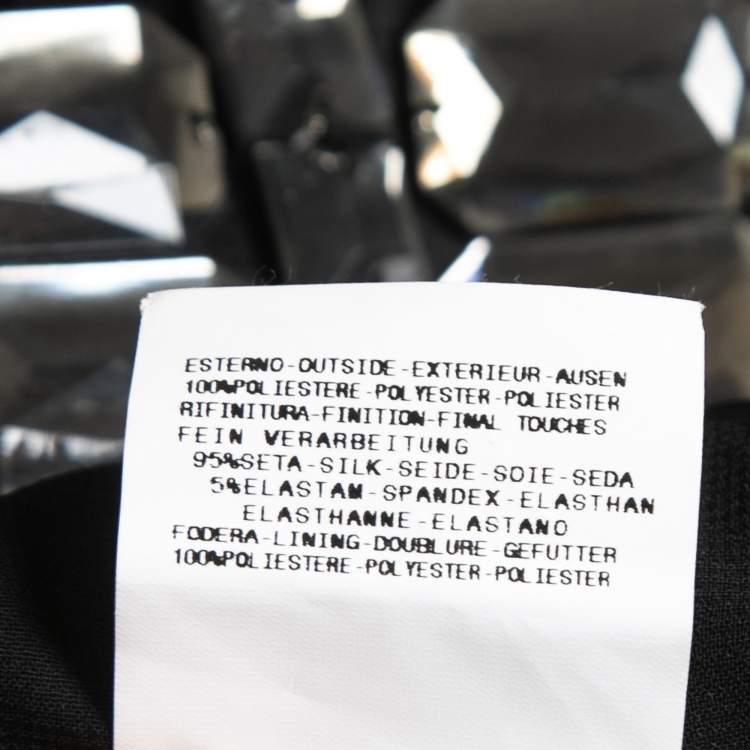 ESTERNO-OUTSIDE-EXTERIEUR-AUSEN
100%POLIESTERE-POLYESTER-POLIESTER
RIFINITURA-FINITION-FINAL TOUCHES
FEIN VERARBEITUNG
95%SETA-SILK-SEIDE-SOIE-SEDA
5%ELASTAM-SPANDEX-ELASTHAN
ELASTHANNE-ELASTANO
FODERA-LINING-DOUBLURE-GEFUTTER
100%POLIESTERE-POLYESTER-POLIESTER